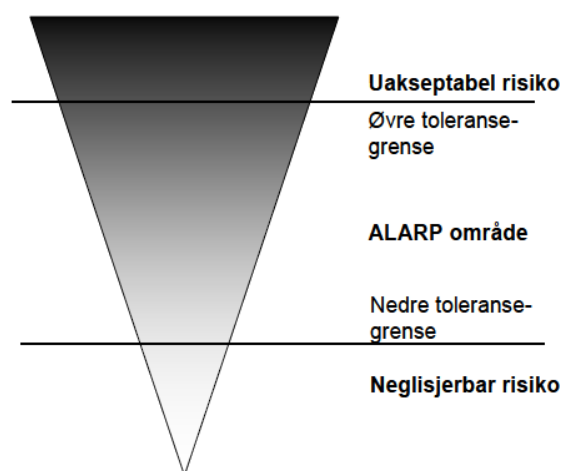 Uakseptabel risiko
Øvre toleranse-
grense
ALARP område
Nedre toleranse-
grense
Neglisjerbar risiko